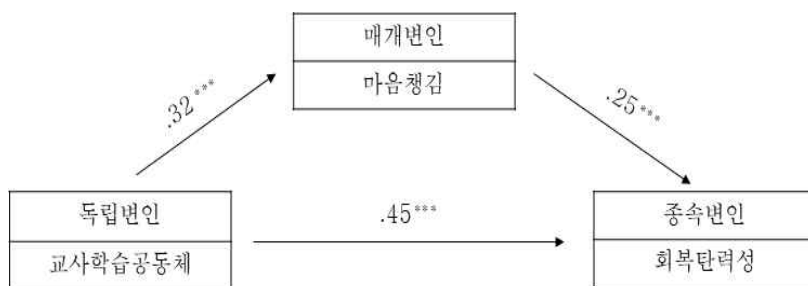 매개변인
마음챙김
.32***
.25***
독립변인
교사학습공동체
.45***
종속변인
회복탄력성